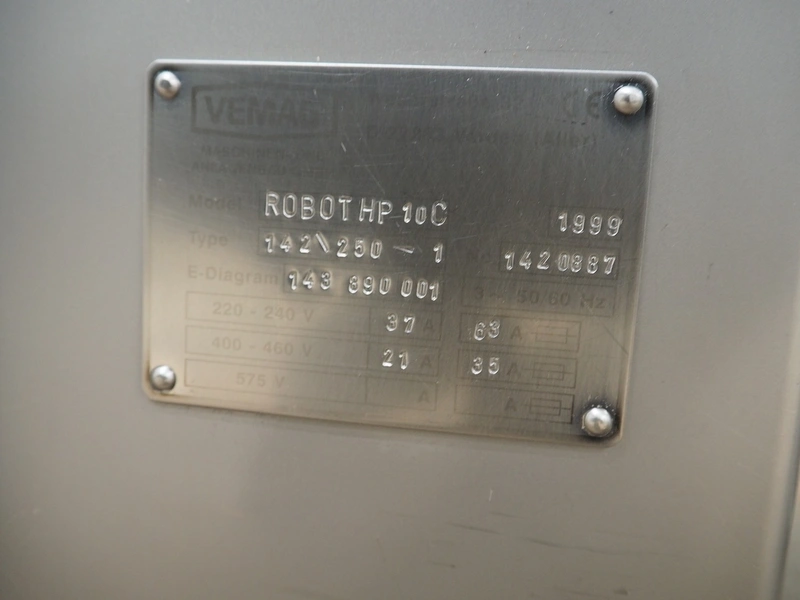 VEMAG
CE
Model ROBOT HP 10C 1999
Type 142\250 - 1 1420887
E-Diagram 143 890 001 3 ~ 50/60 Hz
220 - 240 V 37 A 63 A
400 - 460 V 21 A 35 A
575 V A A